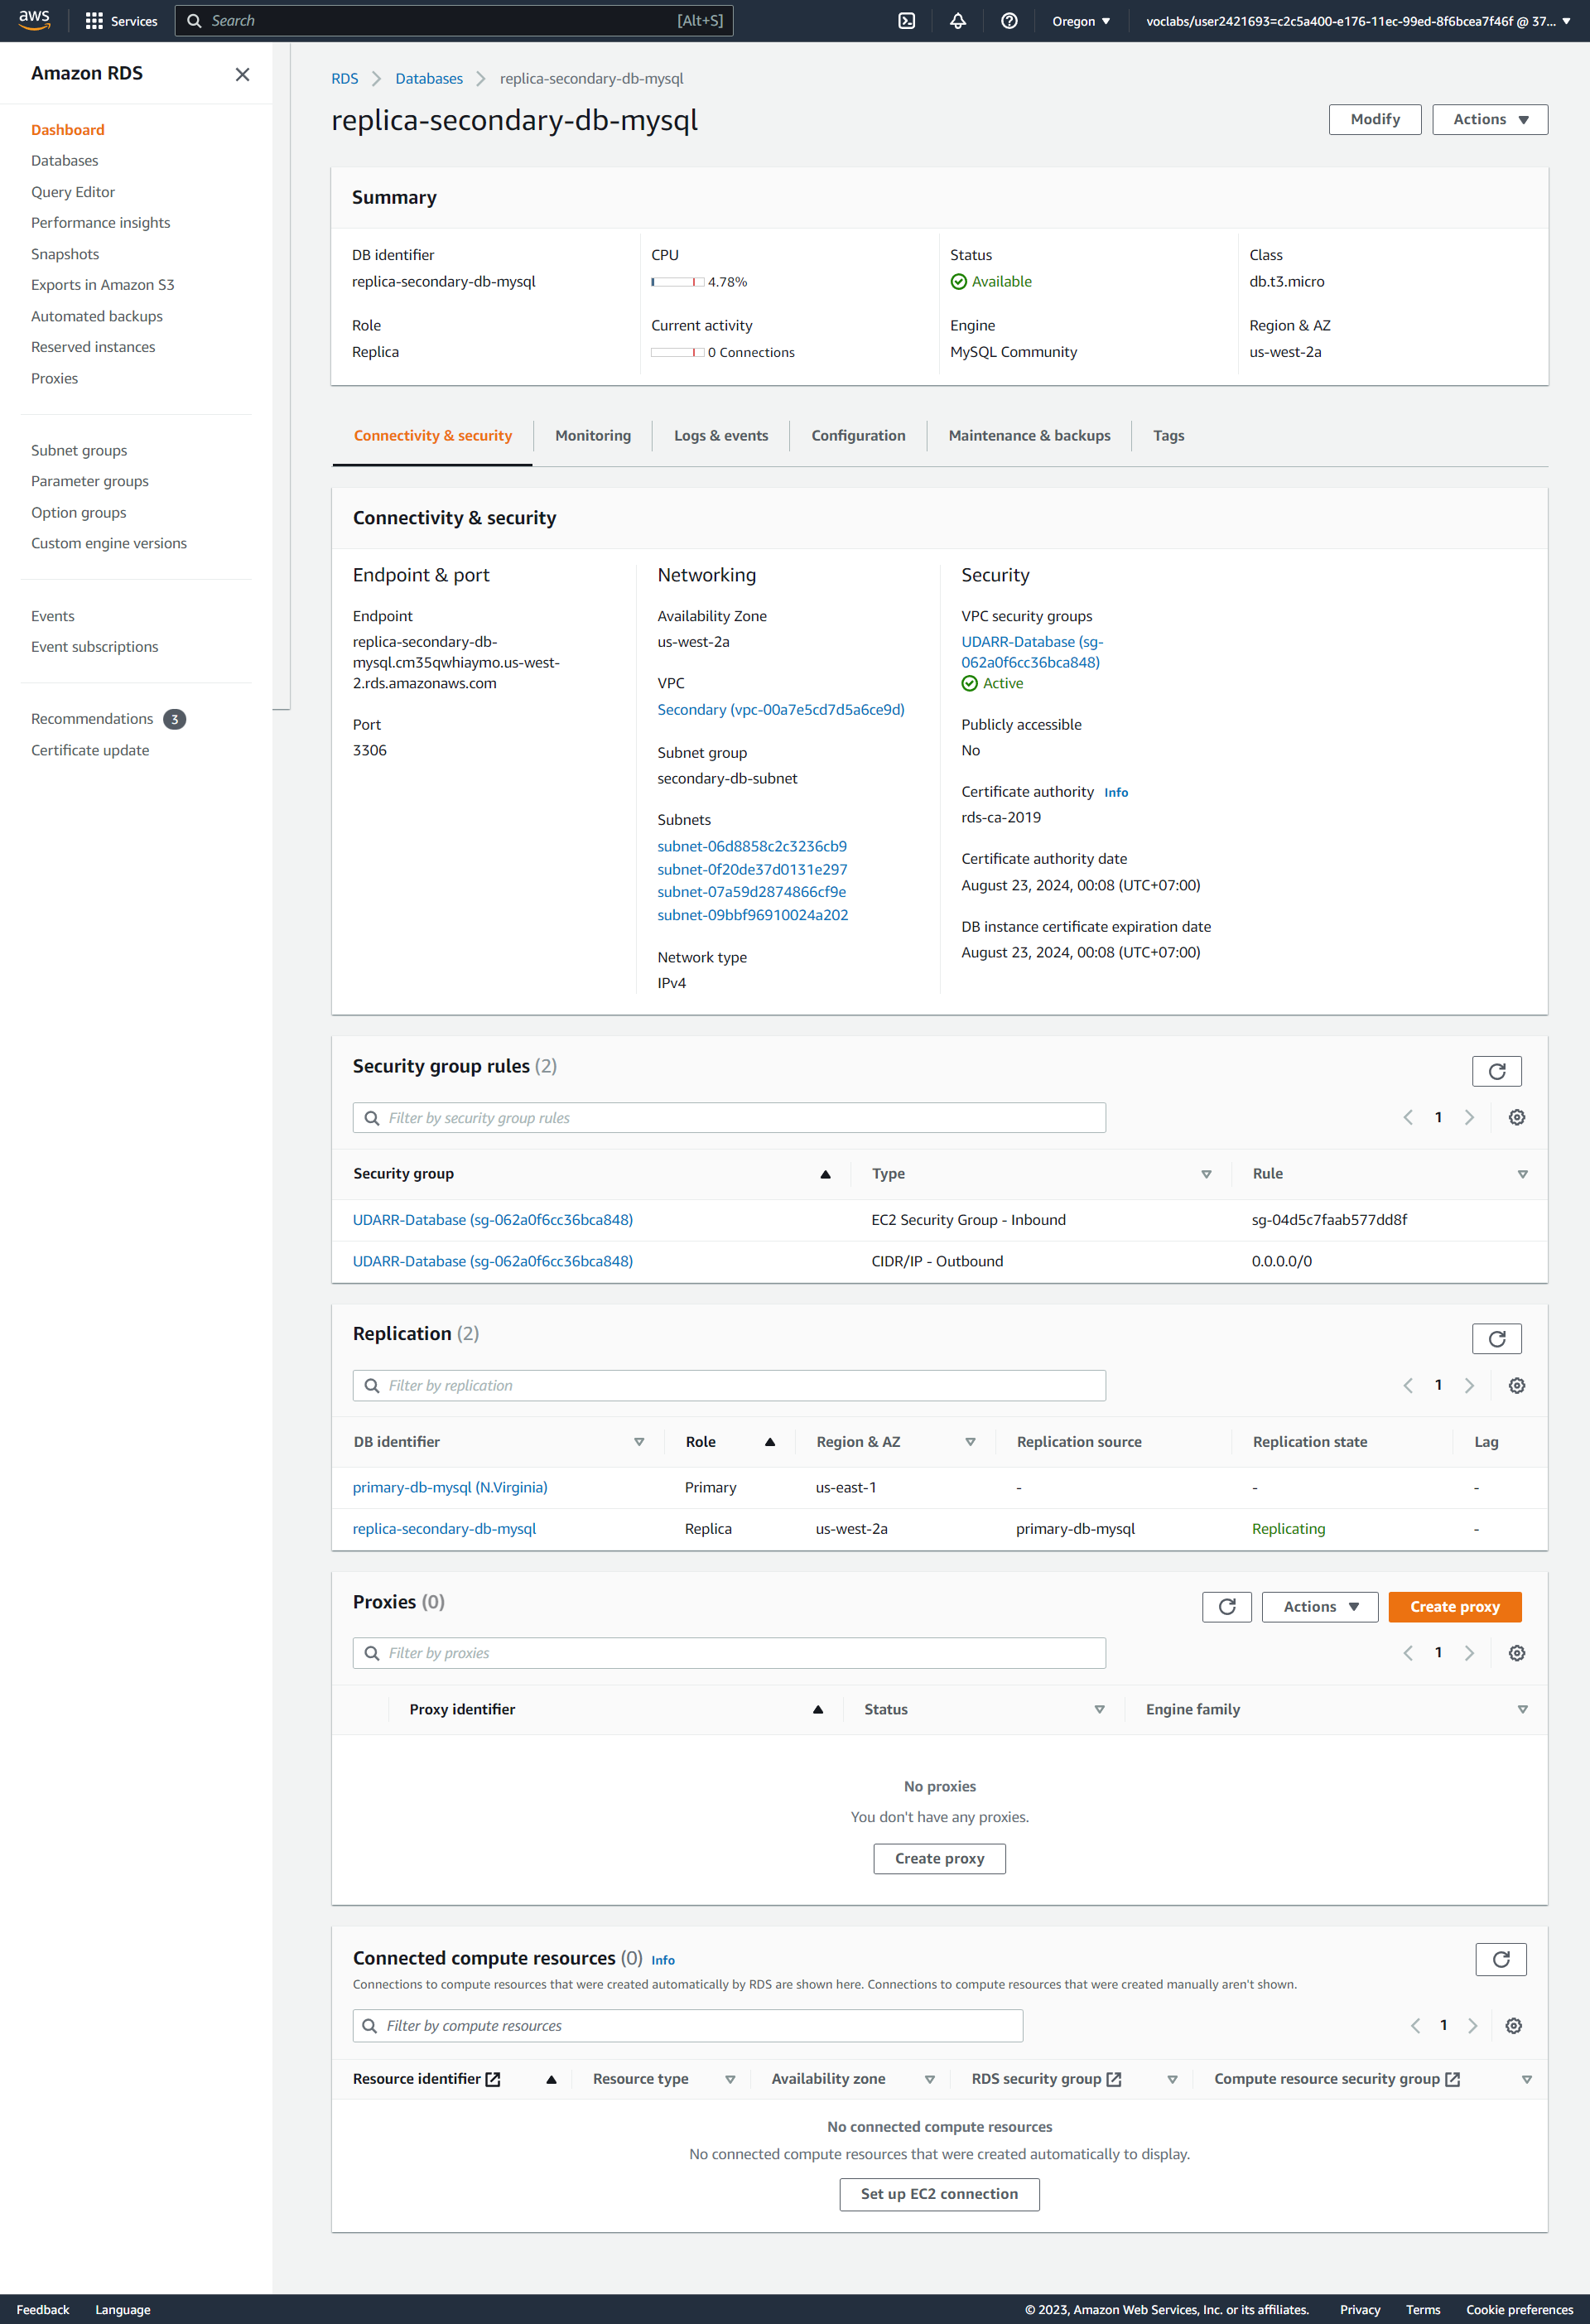 aws
Services
Search [Alt+S]
Oregon
voclabs/user2421693=c2c5a400-e176-11ec-99ed-8f6bcea7f46f @ 37...
Amazon RDS
Dashboard
Databases
Query Editor
Performance insights
Snapshots
Exports in Amazon S3
Automated backups
Reserved instances
Proxies
Subnet groups
Parameter groups
Option groups
Custom engine versions
Events
Event subscriptions
Recommendations 3
Certificate update
RDS Databases replica-secondary-db-mysql
replica-secondary-db-mysql
Modify Actions
Summary
DB identifier
replica-secondary-db-mysql
CPU
4.78%
Status
Available
Class
db.t3.micro
Role
Replica
Current activity
0 Connections
Engine
MySQL Community
Region & AZ
us-west-2a
Connectivity & security Monitoring Logs & events Configuration Maintenance & backups Tags
Connectivity & security
Endpoint & port
Endpoint
replica-secondary-db-
mysql.cm35qwhiaymo.us-west-
2.rds.amazonaws.com
Port
3306
Networking
Availability Zone
us-west-2a
VPC
Secondary (vpc-00a7e5cd7d5a6ce9d)
Subnet group
secondary-db-subnet
Subnets
subnet-06d8858c2c3236cb9
subnet-0f20de37d0131e297
subnet-07a59d2874866cf9e
subnet-09bbf96910024a202
Network type
IPv4
Security
VPC security groups
UDARR-Database (sg-
062a0f6cc36bca848)
Active
Publicly accessible
No
Certificate authority Info
rds-ca-2019
Certificate authority date
August 23, 2024, 00:08 (UTC+07:00)
DB instance certificate expiration date
August 23, 2024, 00:08 (UTC+07:00)
Security group rules (2)
Filter by security group rules
1
Security group Type Rule
UDARR-Database (sg-062a0f6cc36bca848) EC2 Security Group - Inbound sg-04d5c7faab577dd8f
UDARR-Database (sg-062a0f6cc36bca848) CIDR/IP - Outbound 0.0.0.0/0
Replication (2)
Filter by replication
1
DB identifier Role Region & AZ Replication source Replication state Lag
primary-db-mysql (N.Virginia) Primary us-east-1 - - -
replica-secondary-db-mysql Replica us-west-2a primary-db-mysql Replicating -
Proxies (0)
Actions Create proxy
Filter by proxies
1
Proxy identifier Status Engine family
No proxies
You don't have any proxies.
Create proxy
Connected compute resources (0) Info
Connections to compute resources that were created automatically by RDS are shown here. Connections to compute resources that were created manually aren't shown.
Filter by compute resources
1
Resource identifier Resource type Availability zone RDS security group Compute resource security group
No connected compute resources
No connected compute resources that were created automatically to display.
Set up EC2 connection
Feedback Language © 2023, Amazon Web Services, Inc. or its affiliates. Privacy Terms Cookie preferences